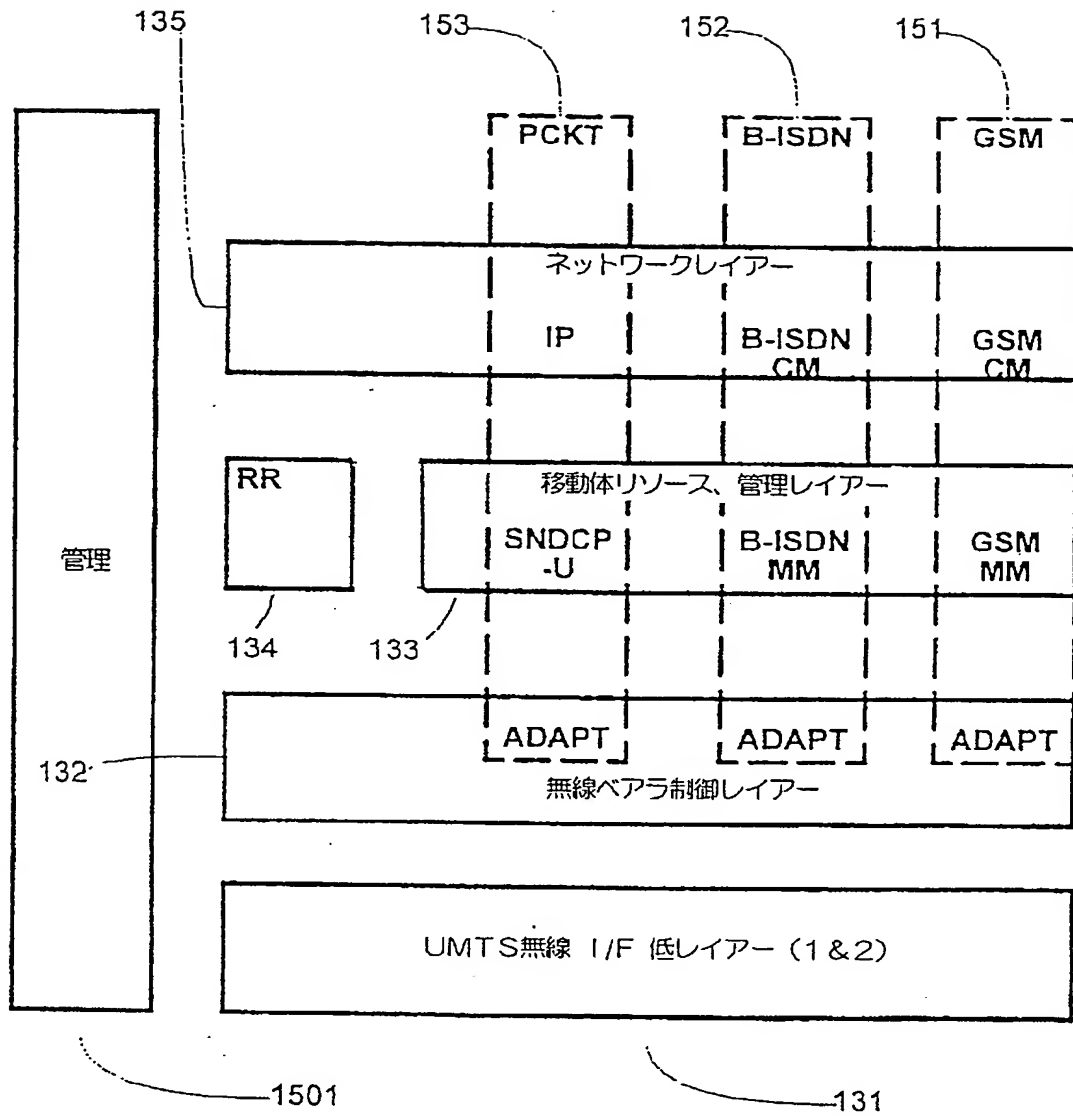 135
153
152
151
PCKT
B-ISDN
GSM
ネットワークレイアー
IP
B-ISDN
CM
GSM
CM
RR
移動体リソース、管理レイアー
SNDCP
-U
B-ISDN
MM
GSM
MM
管理
134
133
ADAPT
ADAPT
ADAPT
132
無線ベアラ制御レイアー
UMTS無線 I/F 低レイアー (1&2)
1501
131